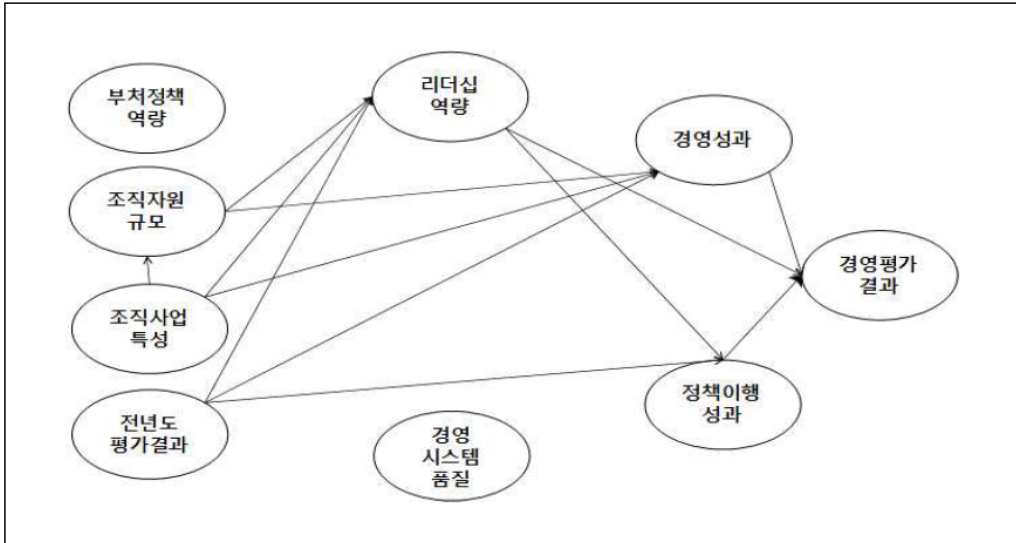 부처정책
역량
리더십
역량
경영성과
조직자원
규모
경영평가
결과
조직사업
특성
정책이행
성과
전년도
평가결과
경영
시스템
품질